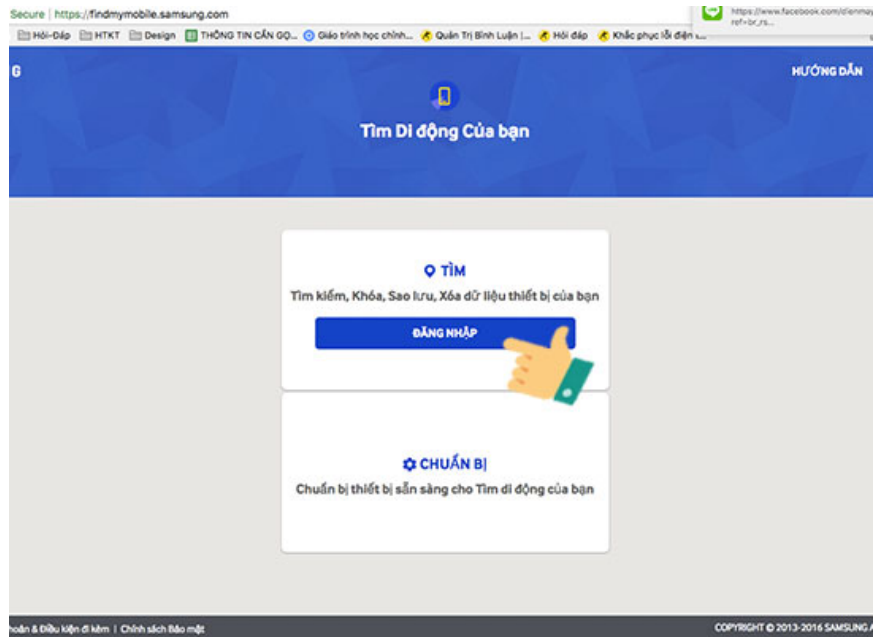 Secure | https://findmymobile.samsung.com
https://www.facebook.com/dienmay
ref=br_rs...
Hỏi-Đáp HTKT Design THÔNG TIN CẦN GỌ... Giáo trình học chỉnh... Quản Trị Bình Luận |... Hỏi đáp Khắc phục lỗi điện t...
G
HƯỚNG DẪN
Tìm Di động Của bạn
TÌM
Tìm kiếm, Khóa, Sao lưu, Xóa dữ liệu thiết bị của bạn
ĐĂNG NHẬP
CHUẨN BỊ
Chuẩn bị thiết bị sẵn sàng cho Tìm di động của bạn
hoản & Điều kiện đi kèm | Chính sách Bảo mật
COPYRIGHT © 2013-2016 SAMSUNG A